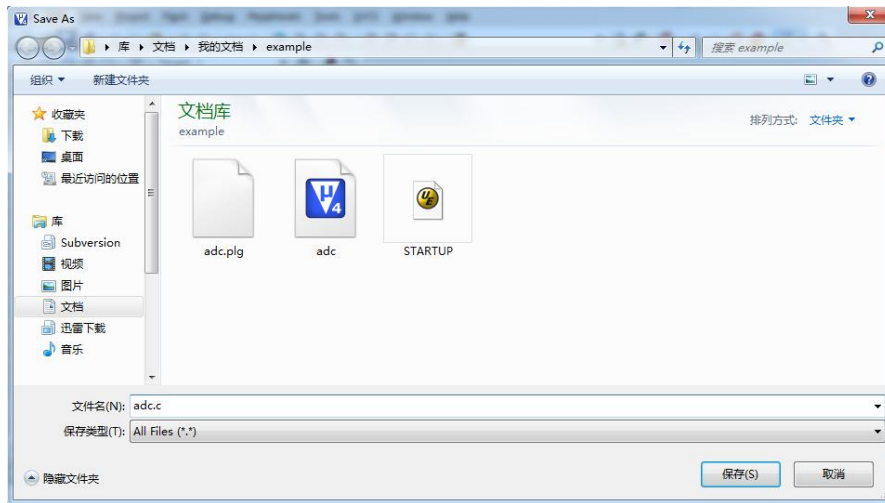 Save As
库 文档 我的文档 example
搜索 example
组织 新建文件夹
收藏夹
下载
桌面
最近访问的位置
库
Subversion
视频
图片
文档
迅雷下载
音乐
文档库
example
排列方式: 文件夹
adc.plg
adc
STARTUP
文件名(N): adc.c
保存类型(T): All Files (*.*)
隐藏文件夹
保存(S) 取消